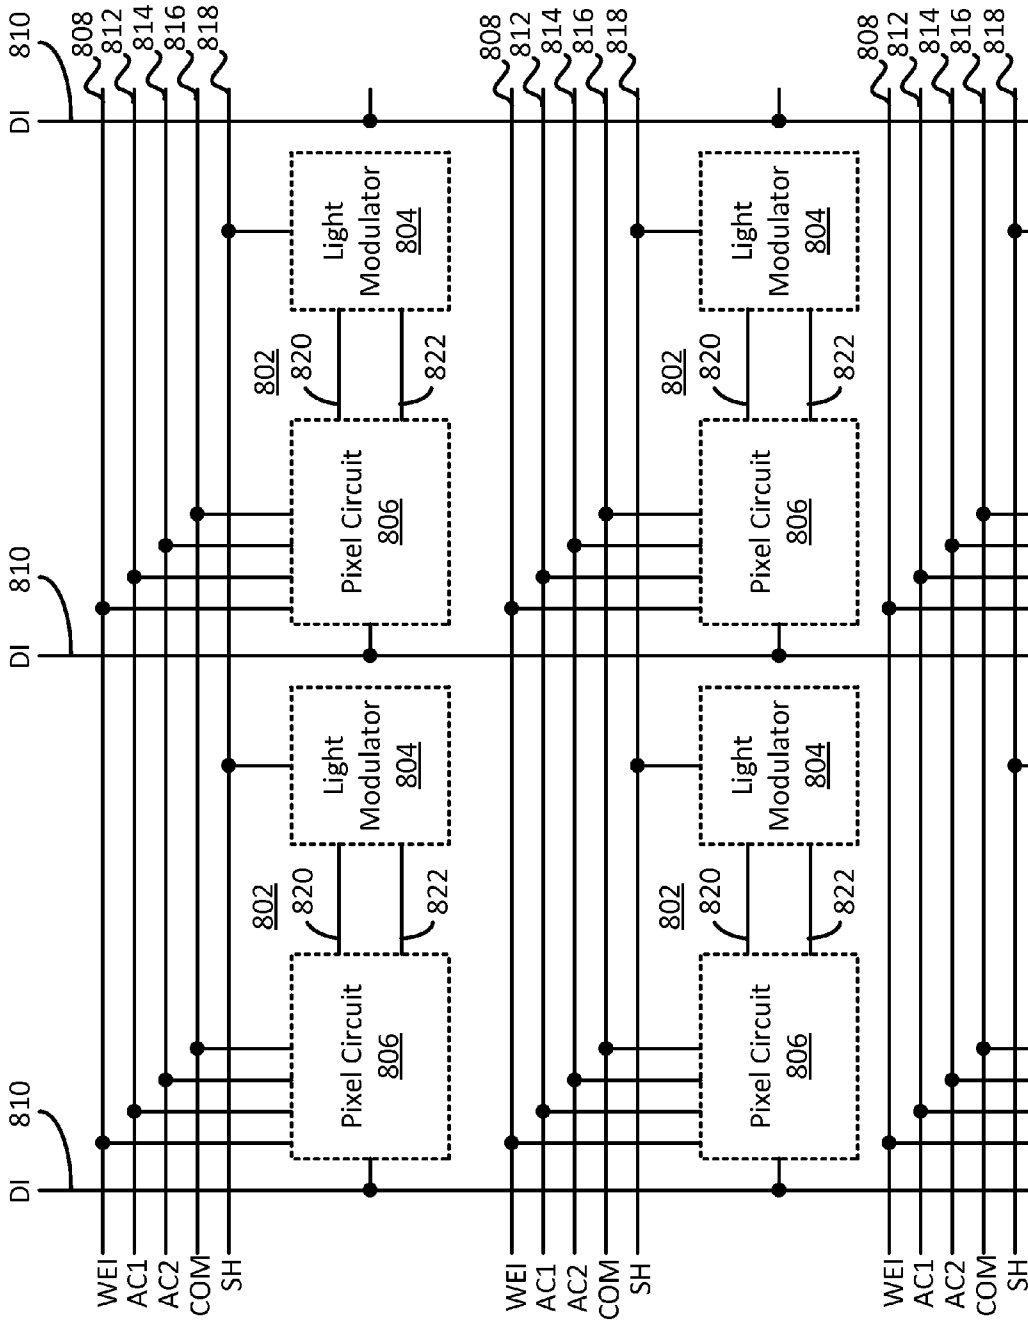 DI
810
DI
810
DI
810
WEI
808
AC1
812
AC2
814
COM
816
SH
818
802
820
822
Pixel Circuit
806
Light
Modulator
804
802
820
822
Pixel Circuit
806
Light
Modulator
804
WEI
808
AC1
812
AC2
814
COM
816
SH
818
802
820
822
Pixel Circuit
806
Light
Modulator
804
802
820
822
Pixel Circuit
806
Light
Modulator
804
WEI
808
AC1
812
AC2
814
COM
816
SH
818